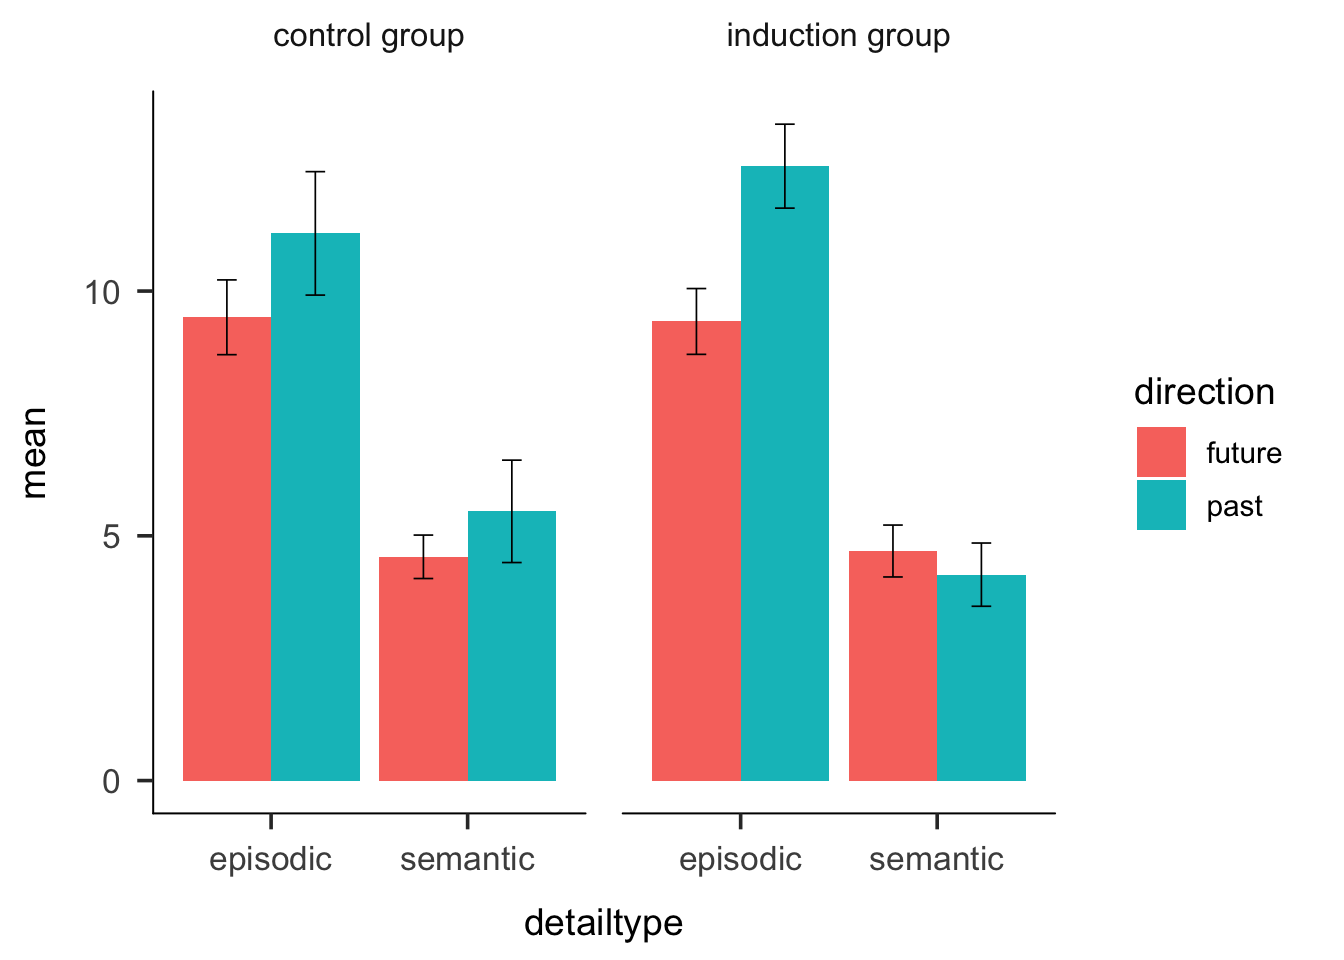 control group
induction group
10
5
0
mean
episodic
semantic
episodic
semantic
detailtype
direction
future
past